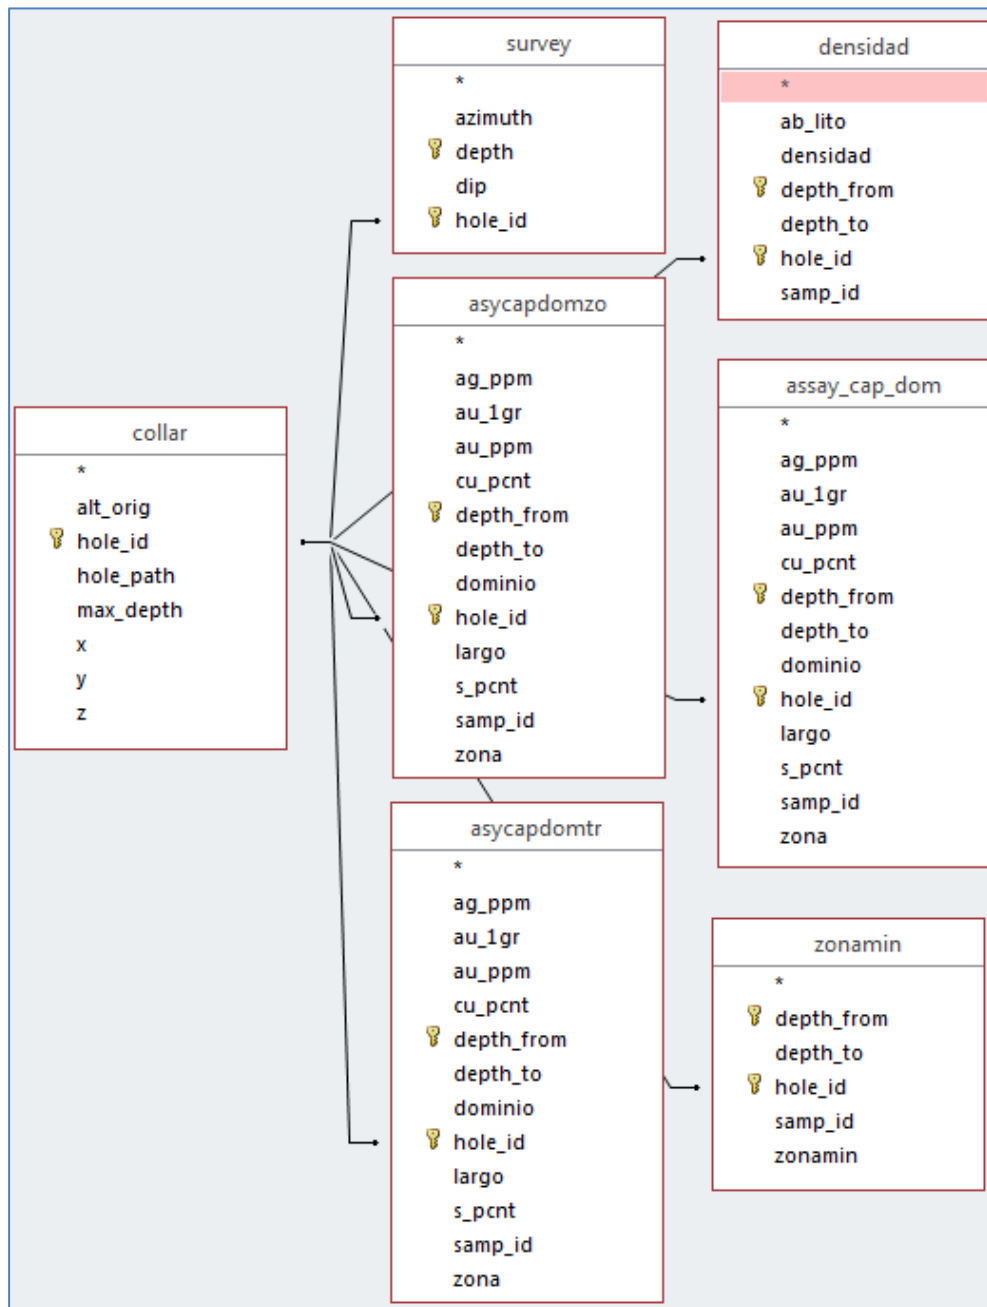 collar
*
alt_orig
hole_id
hole_path
max_depth
x
y
z
survey
*
azimuth
depth
dip
hole_id
asycapdomzo
*
ag_ppm
au_1gr
au_ppm
cu_pcnt
depth_from
depth_to
dominio
hole_id
largo
s_pcnt
samp_id
zona
asycapdomtr
*
ag_ppm
au_1gr
au_ppm
cu_pcnt
depth_from
depth_to
dominio
hole_id
largo
s_pcnt
samp_id
zona
densidad
*
ab_lito
densidad
depth_from
depth_to
hole_id
samp_id
assay_cap_dom
*
ag_ppm
au_1gr
au_ppm
cu_pcnt
depth_from
depth_to
dominio
hole_id
largo
s_pcnt
samp_id
zona
zonamin
*
depth_from
depth_to
hole_id
samp_id
zonamin